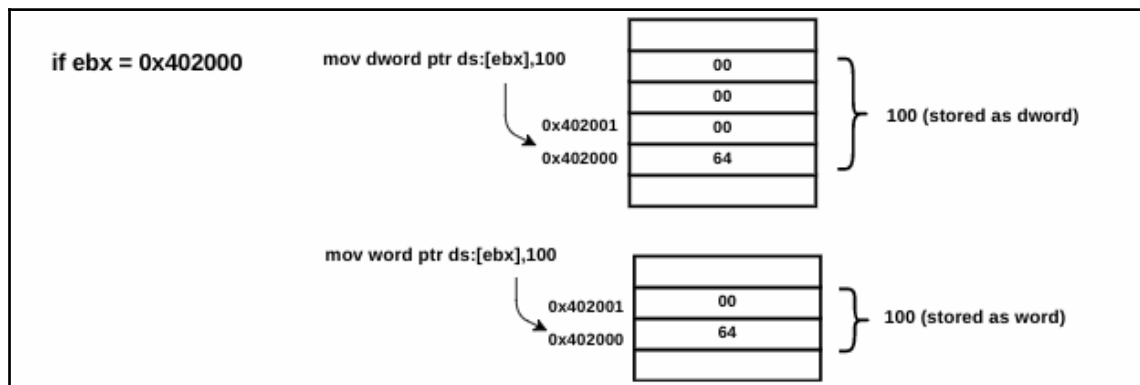 if ebx = 0x402000
mov dword ptr ds:[ebx],100
00
00
0x402001
00
0x402000
64
100 (stored as dword)
mov word ptr ds:[ebx],100
0x402001
00
0x402000
64
100 (stored as word)